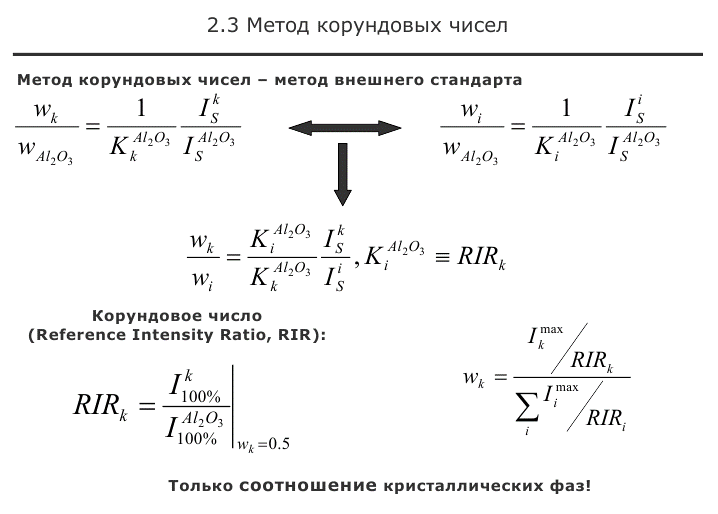 2.3 Метод корундовых чисел
Метод корундовых чисел – метод внешнего стандарта
\frac{w_k}{w_{Al_2O_3}} = \frac{1}{K_k^{Al_2O_3}} \frac{I_S^k}{I_S^{Al_2O_3}}
\frac{w_i}{w_{Al_2O_3}} = \frac{1}{K_i^{Al_2O_3}} \frac{I_S^i}{I_S^{Al_2O_3}}
\frac{w_k}{w_i} = \frac{K_i^{Al_2O_3}}{K_k^{Al_2O_3}} \frac{I_S^k}{I_S^i}, K_i^{Al_2O_3} \equiv RIR_k
Корундовое число
(Reference Intensity Ratio, RIR):
RIR_k = \frac{I_{100\%}^k}{I_{100\%}^{Al_2O_3}} |_{w_k=0.5}
w_k = \frac{I_k^{max} / RIR_k}{\sum_i I_i^{max} / RIR_i}
Только соотношение кристаллических фаз!